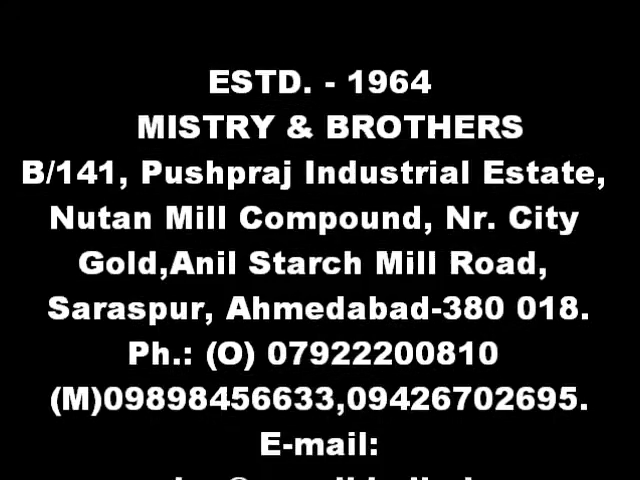 ESTD. - 1964
MISTRY & BROTHERS
B/141, Pushpraj Industrial Estate,
Nutan Mill Compound, Nr. City
Gold,Anil Starch Mill Road,
Saraspur, Ahmedabad-380 018.
Ph.: (O) 07922200810
(M)09898456633,09426702695.
E-mail: